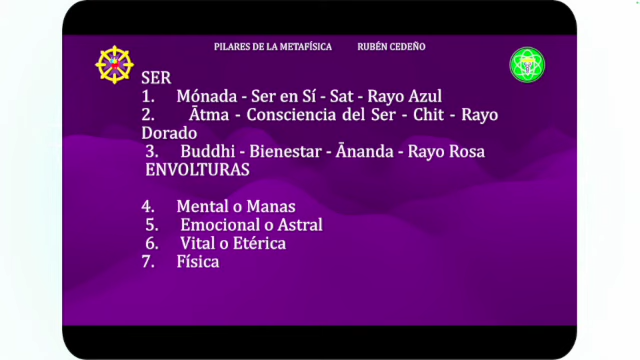 PILARES DE LA METAFÍSICA RUBÉN CEDEÑO
SER
1. Mónada - Ser en Sí - Sat - Rayo Azul
2. Ātma - Consciencia del Ser - Chit - Rayo
Dorado
3. Buddhi - Bienestar - Ānanda - Rayo Rosa
ENVOLTURAS
4. Mental o Manas
5. Emocional o Astral
6. Vital o Etérica
7. Física